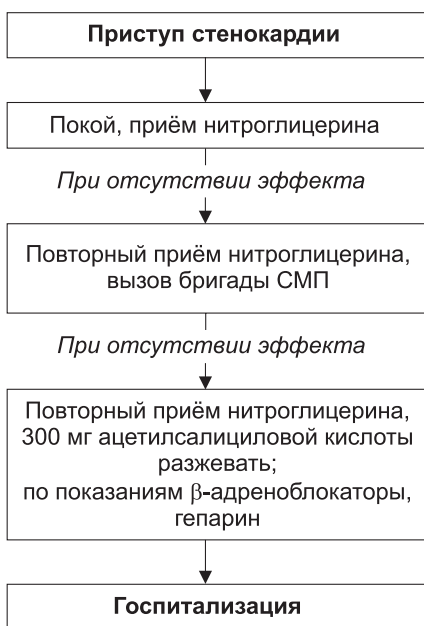 Приступ стенокардии
Покой, приём нитроглицерина
При отсутствии эффекта
Повторный приём нитроглицерина,
вызов бригады СМП
При отсутствии эффекта
Повторный приём нитроглицерина,
300 мг ацетилсалициловой кислоты
разжевать;
по показаниям β-адреноблокаторы,
гепарин
Госпитализация